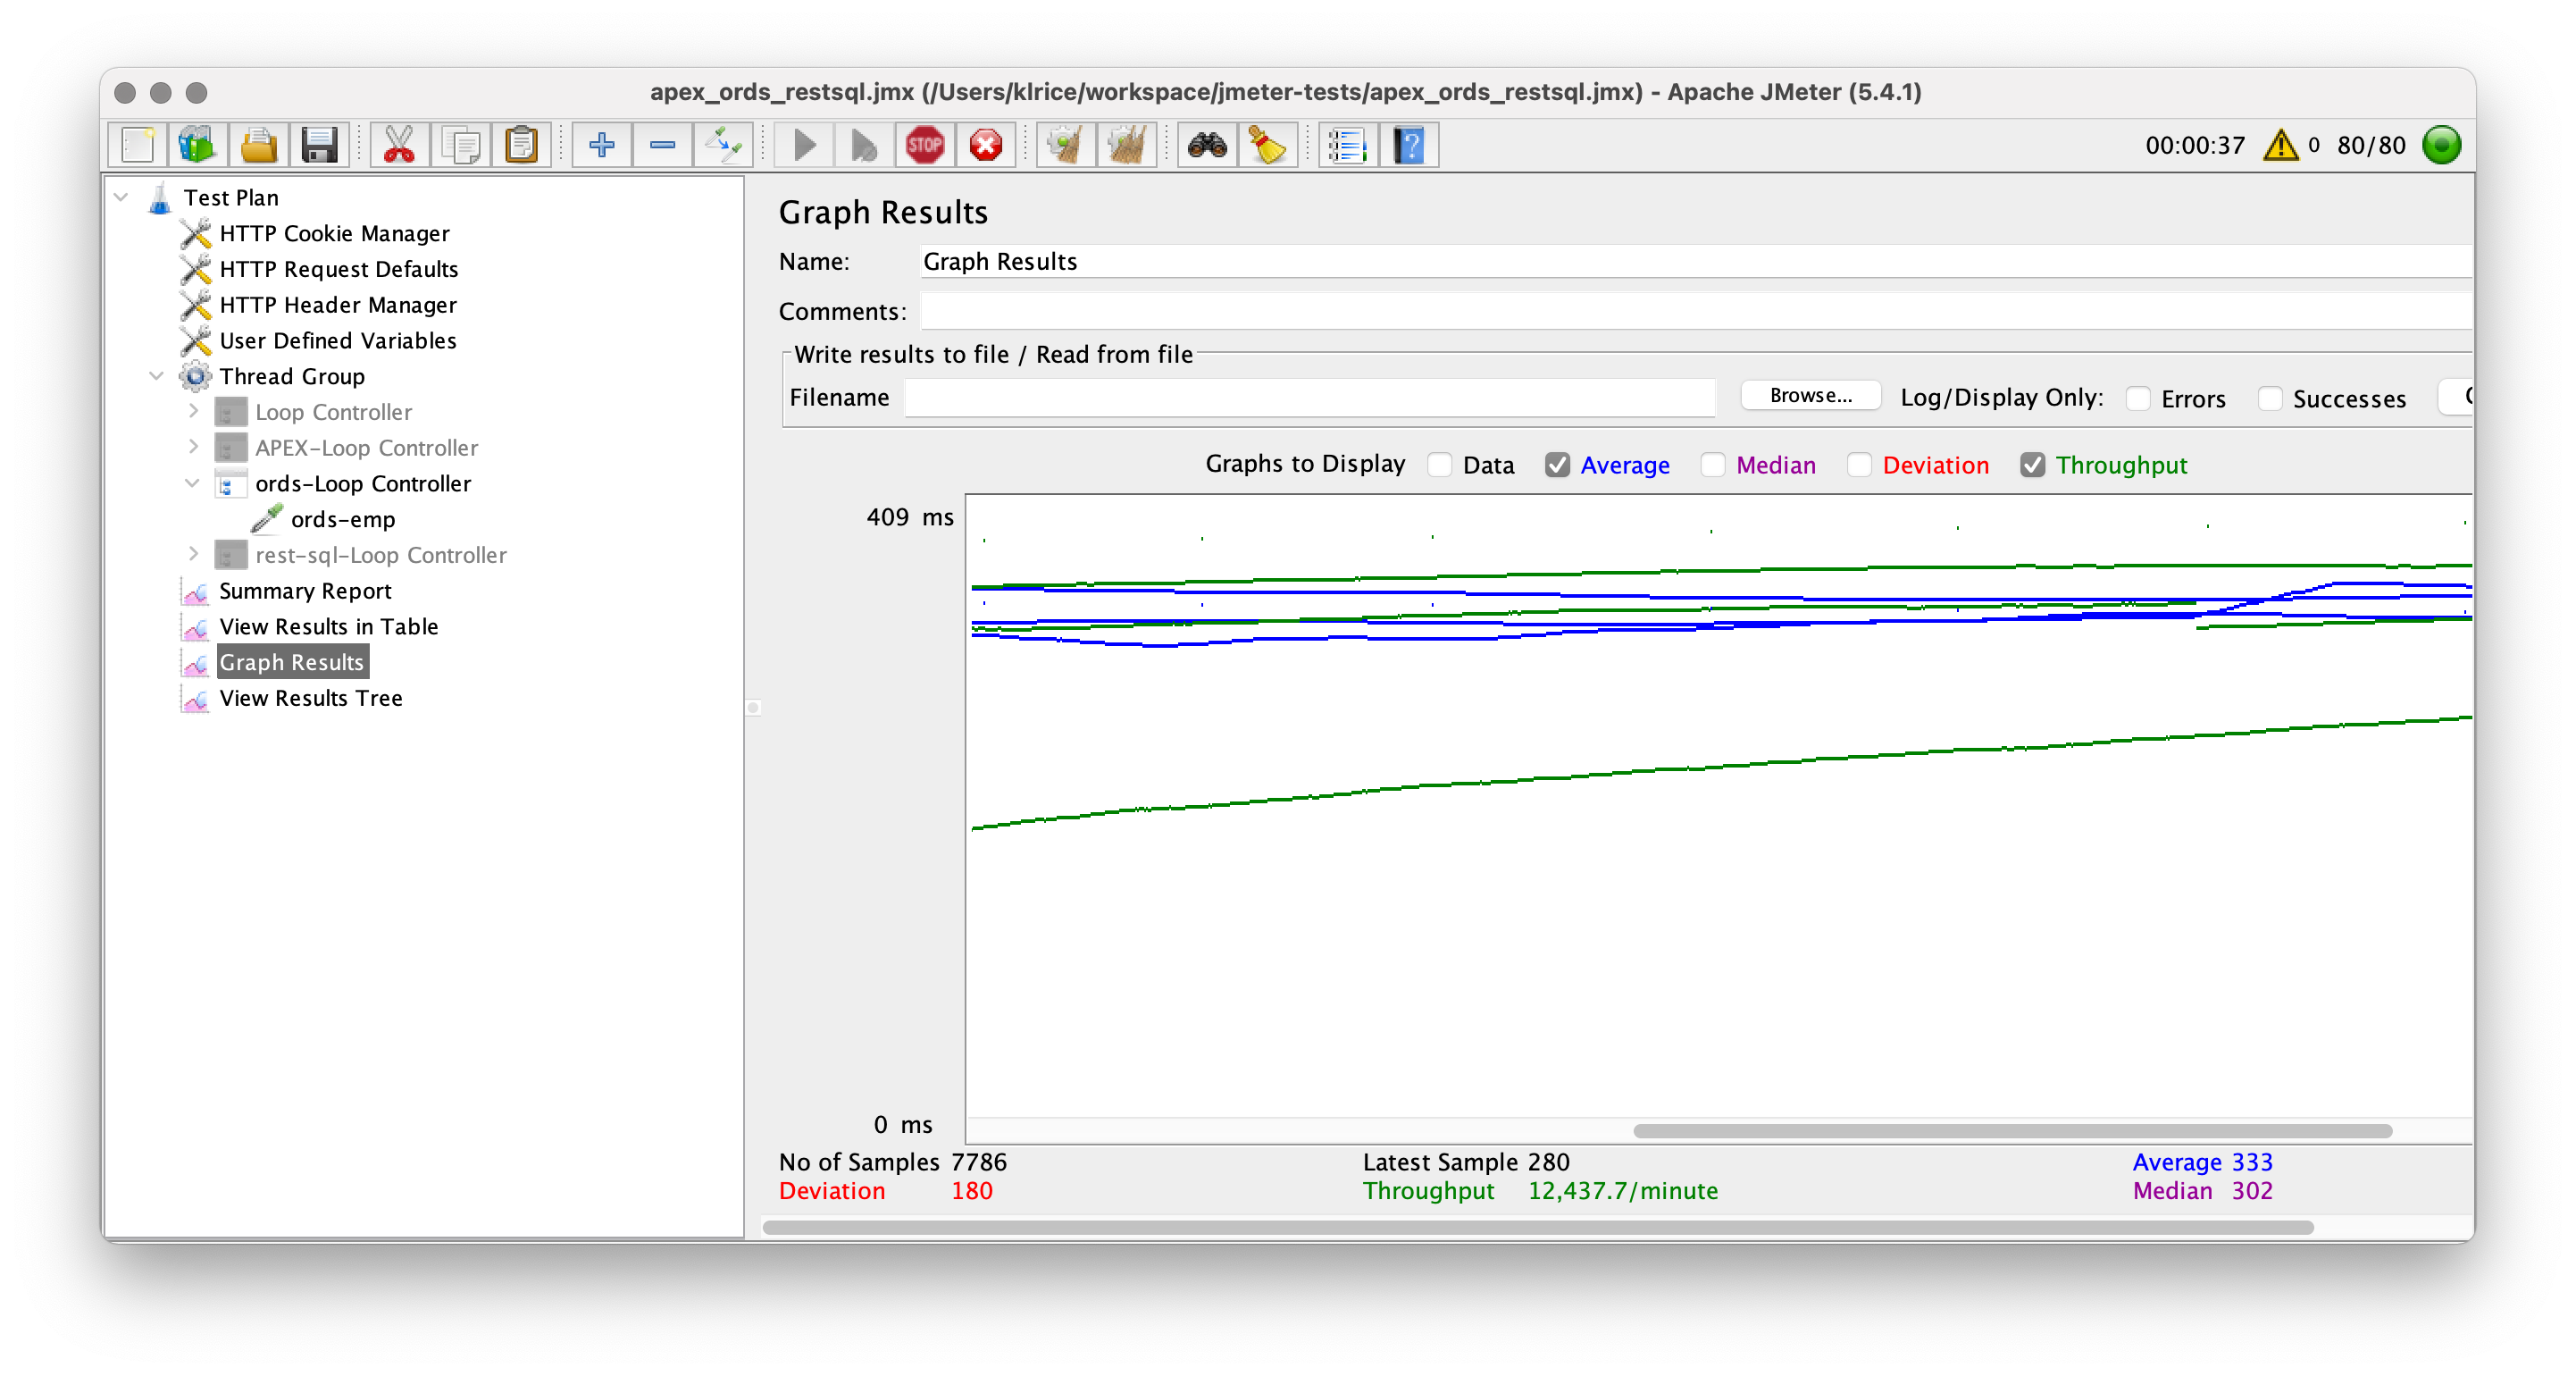 apex_ords_restsql.jmx (/Users/klrice/workspace/jmeter-tests/apex_ords_restsql.jmx) - Apache JMeter (5.4.1)
STOP
00:00:37 0 80/80
Test Plan
HTTP Cookie Manager
HTTP Request Defaults
HTTP Header Manager
User Defined Variables
Thread Group
Loop Controller
APEX-Loop Controller
ords-Loop Controller
ords-emp
rest-sql-Loop Controller
Summary Report
View Results in Table
Graph Results
View Results Tree
Graph Results
Name: Graph Results
Comments:
Write results to file / Read from file
Filename Browse... Log/Display Only: Errors Successes
Graphs to Display Data Average Median Deviation Throughput
409 ms
0 ms
No of Samples 7786 Latest Sample 280 Average 333
Deviation 180 Throughput 12,437.7/minute Median 302